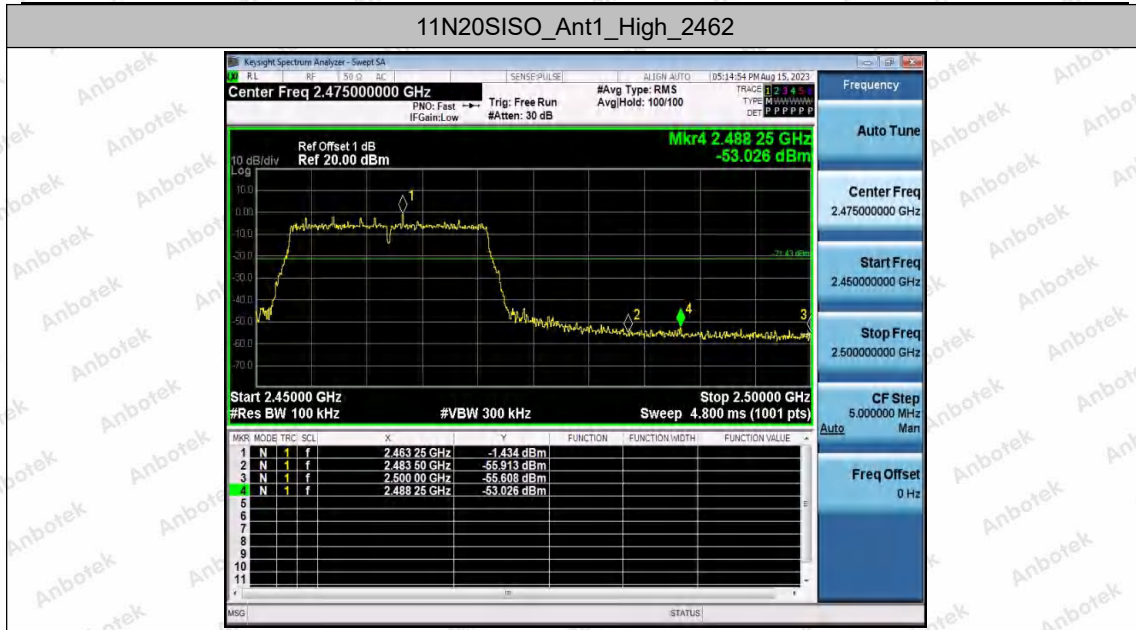 11N20SISO_Ant1_High_2462
Keysight Spectrum Analyzer - Swept SA
RL RF 50 Ω AC SENSE:PULSE ALIGN AUTO 05:14:54 PM Aug 15, 2023
Center Freq 2.475000000 GHz #Avg Type: RMS TRACE 1 2 3 4 5 6
PNO: Fast Trig: Free Run Avg|Hold: 100/100 TYPE M W W W W W
IFGain:Low #Atten: 30 dB DET P P P P P P
Frequency
Auto Tune
Center Freq
2.475000000 GHz
Start Freq
2.450000000 GHz
Stop Freq
2.500000000 GHz
CF Step
5.000000 MHz
Auto Man
Freq Offset
0 Hz
Mkr4 2.488 25 GHz
-53.026 dBm
Ref Offset 1 dB
10 dB/div Ref 20.00 dBm
Log
10.0
0.00
-10.0
-20.0
-30.0
-40.0
-50.0
-60.0
-70.0
1
2
4
3
Start 2.45000 GHz Stop 2.50000 GHz
#Res BW 100 kHz #VBW 300 kHz Sweep 4.800 ms (1001 pts)
MKR MODE TRC SCL X Y FUNCTION FUNCTION WIDTH FUNCTION VALUE
1 N 1 f 2.463 25 GHz -1.434 dBm
2 N 1 f 2.483 50 GHz -55.913 dBm
3 N 1 f 2.500 00 GHz -55.608 dBm
4 N 1 f 2.488 25 GHz -53.026 dBm
5
6
7
8
9
10
11
MSG STATUS
Anbotek